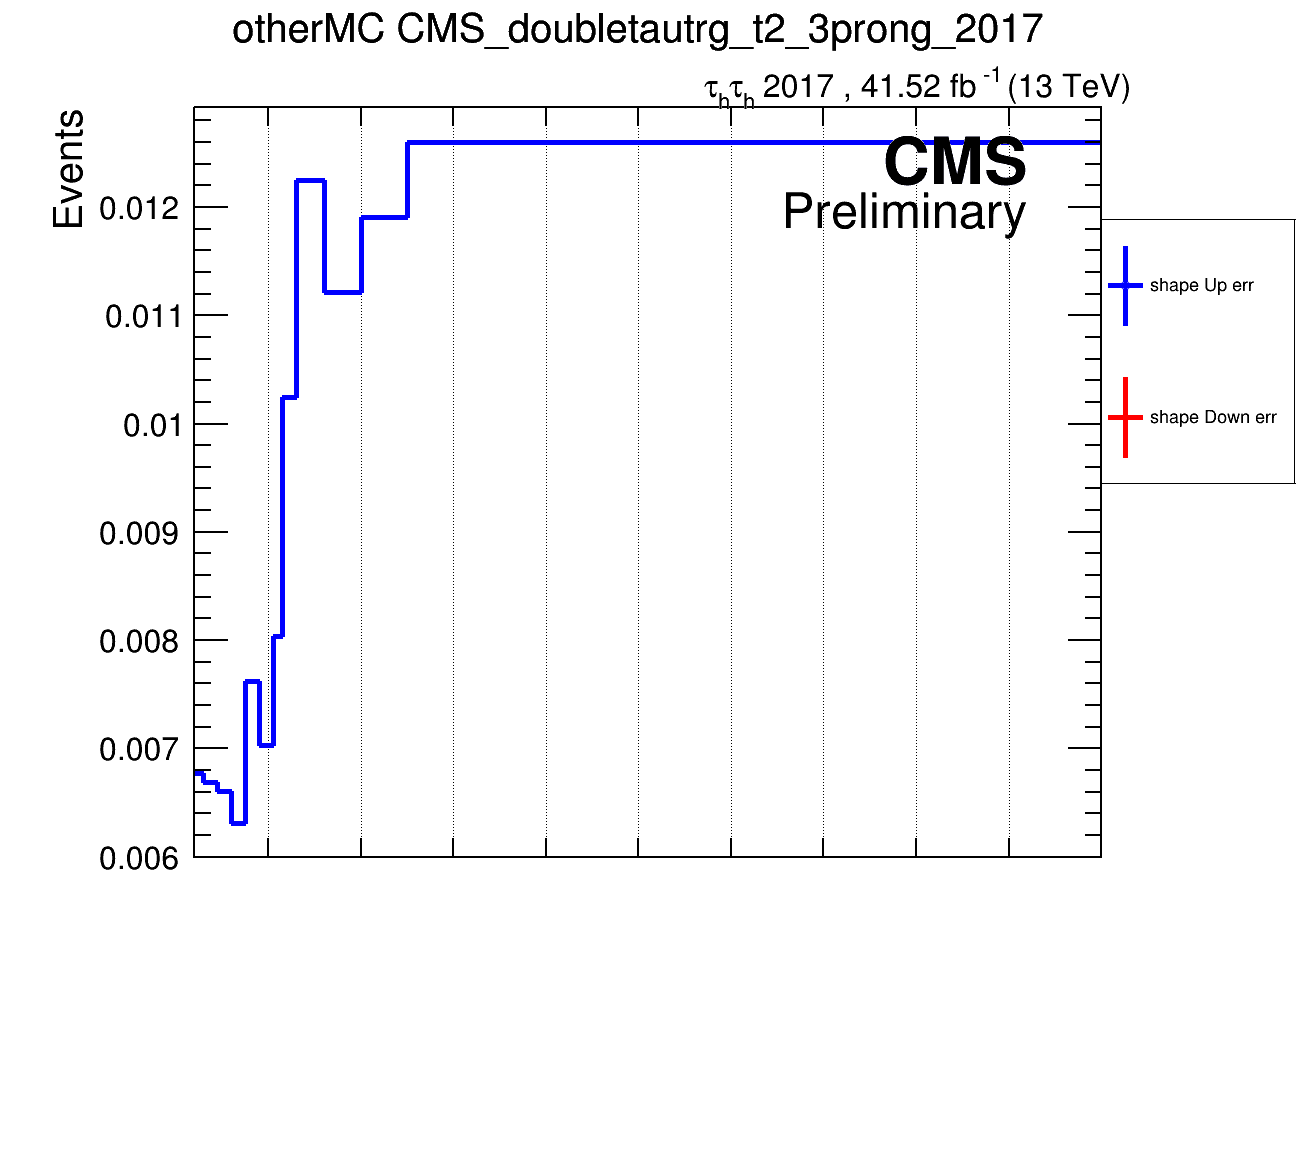 otherMC CMS_doubletautrg_t2_3prong_2017
τhτh 2017 , 41.52 fb -1 (13 TeV)
Events
CMS
Preliminary
0.012
0.011
0.01
0.009
0.008
0.007
0.006
shape Up err
shape Down err